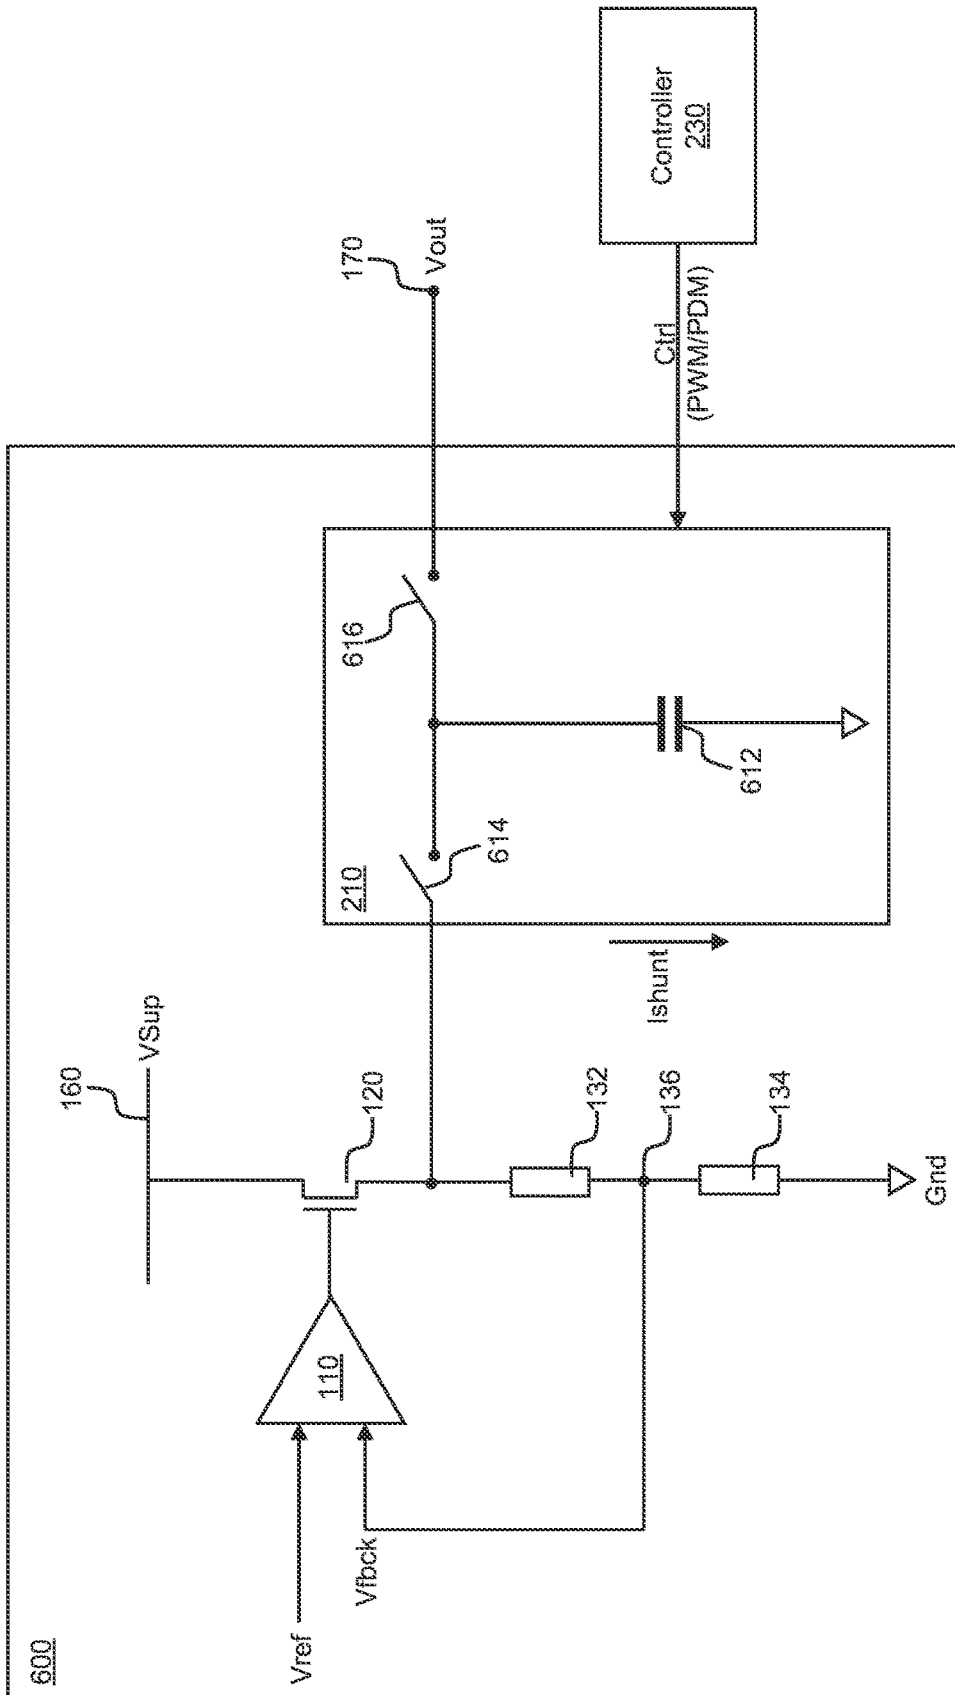 600
Vref
Vfbck
110
160
VSup
120
132
136
134
Gnd
Ishunt
210
614
616
612
170
Vout
Ctrl
(PWM/PDM)
Controller
230